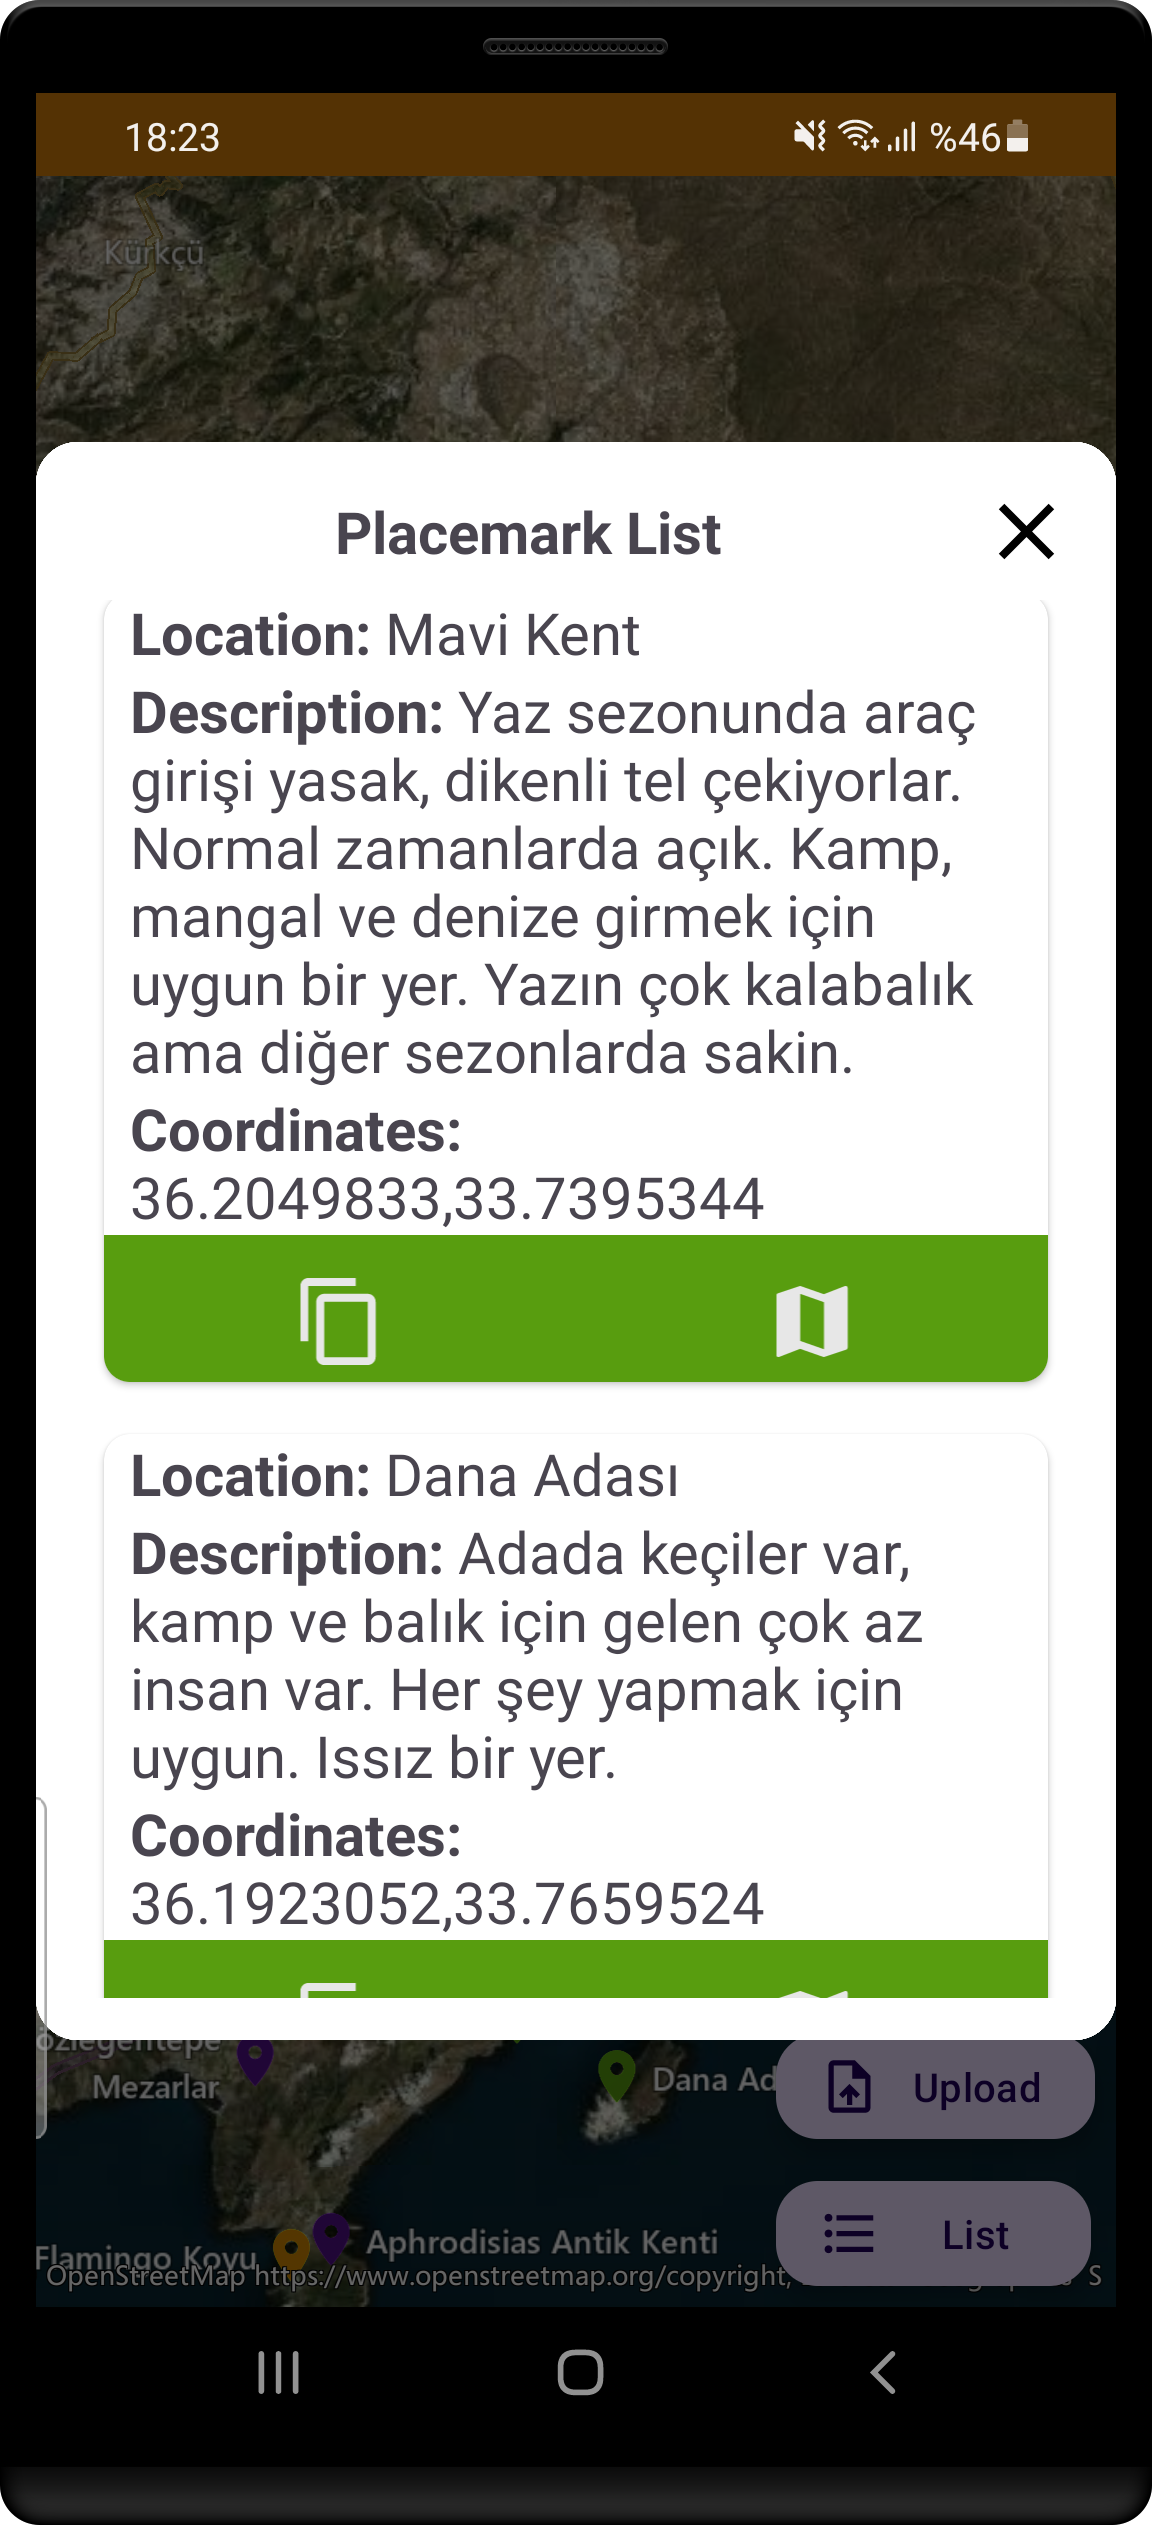 18:23
%46
Kürkçü
Placemark List
Location: Mavi Kent
Description: Yaz sezonunda araç
girişi yasak, dikenli tel çekiyorlar.
Normal zamanlarda açık. Kamp,
mangal ve denize girmek için
uygun bir yer. Yazın çok kalabalık
ama diğer sezonlarda sakin.
Coordinates:
36.2049833,33.7395344
Location: Dana Adası
Description: Adada keçiler var,
kamp ve balık için gelen çok az
insan var. Her şey yapmak için
uygun. Issız bir yer.
Coordinates:
36.1923052,33.7659524
Mezarlar
Dana Ad
Upload
Aphrodisias Antik Kenti
List
Flamingo Koyu
OpenStreetMap https://www.openstreetmap.org/copyright,